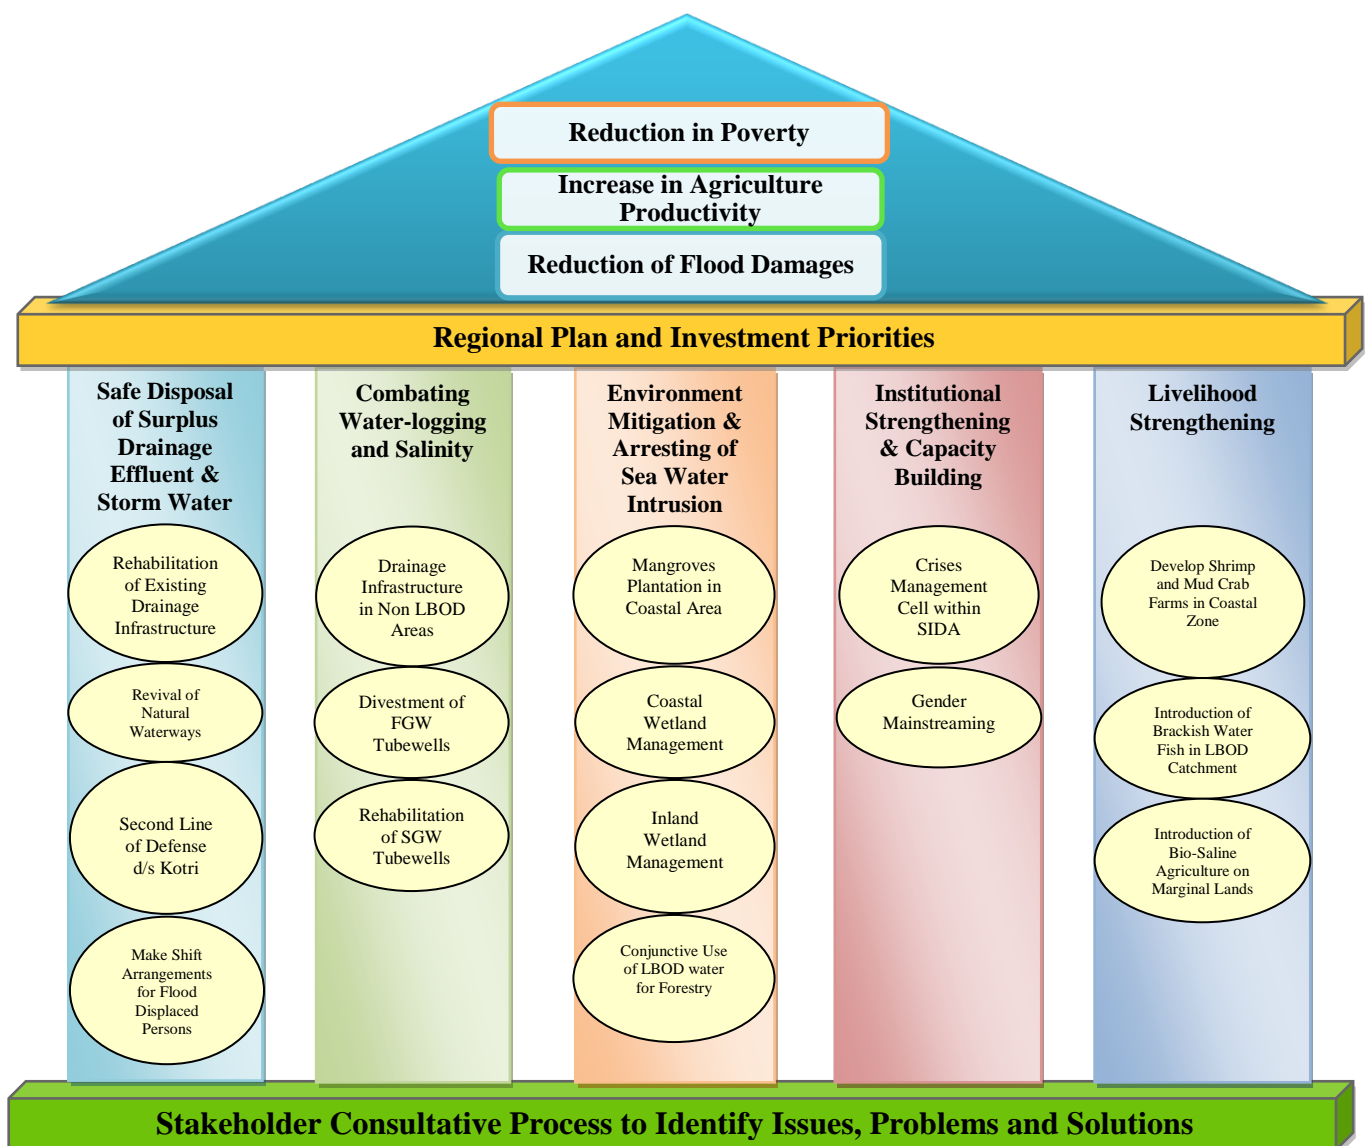 Reduction in Poverty
Increase in Agriculture
Productivity
Reduction of Flood Damages
Regional Plan and Investment Priorities
Safe Disposal
of Surplus
Drainage
Effluent &
Storm Water
Rehabilitation
of Existing
Drainage
Infrastructure
Revival of
Natural
Waterways
Second Line
of Defense
d/s Kotri
Make Shift
Arrangements
for Flood
Displaced
Persons
Combating
Water-logging
and Salinity
Drainage
Infrastructure
in Non LBOD
Areas
Divestment of
FGW
Tubewells
Rehabilitation
of SGW
Tubewells
Environment
Mitigation &
Arresting of
Sea Water
Intrusion
Mangroves
Plantation in
Coastal Area
Coastal
Wetland
Management
Inland
Wetland
Management
Conjunctive Use
of LBOD water
for Forestry
Institutional
Strengthening
& Capacity
Building
Crises
Management
Cell within
SIDA
Gender
Mainstreaming
Livelihood
Strengthening
Develop Shrimp
and Mud Crab
Farms in Coastal
Zone
Introduction of
Brackish Water
Fish in LBOD
Catchment
Introduction of
Bio-Saline
Agriculture on
Marginal Lands
Stakeholder Consultative Process to Identify Issues, Problems and Solutions